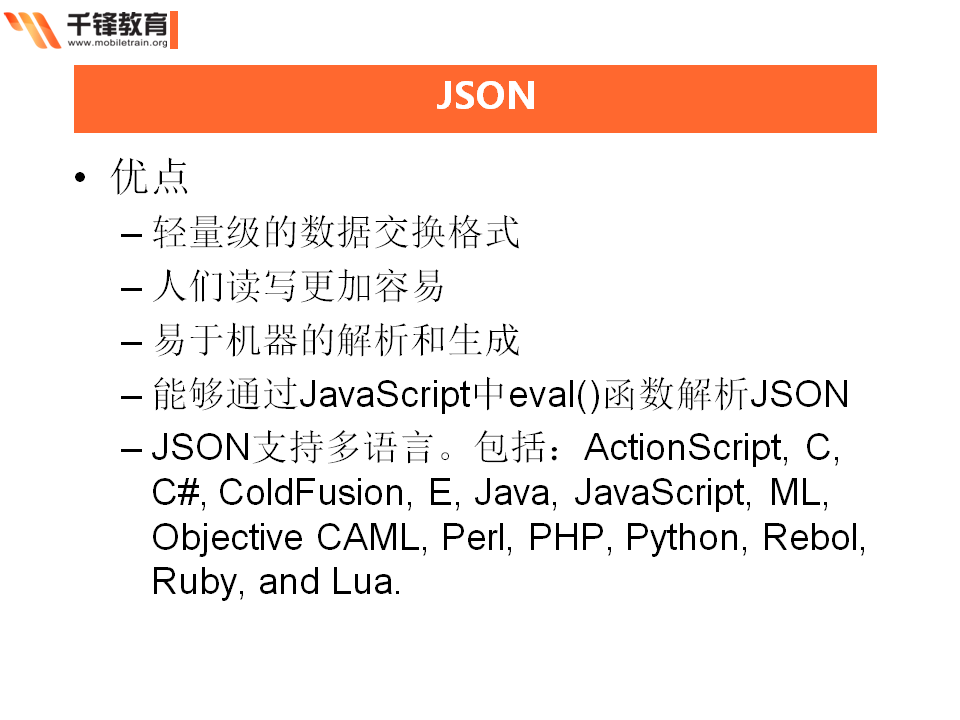 千锋教育
www.mobiletrain.org
JSON
• 优点
– 轻量级的数据交换格式
– 人们读写更加容易
– 易于机器的解析和生成
– 能够通过JavaScript中eval()函数解析JSON
– JSON支持多语言。包括：ActionScript, C,
C#, ColdFusion, E, Java, JavaScript, ML,
Objective CAML, Perl, PHP, Python, Rebol,
Ruby, and Lua.